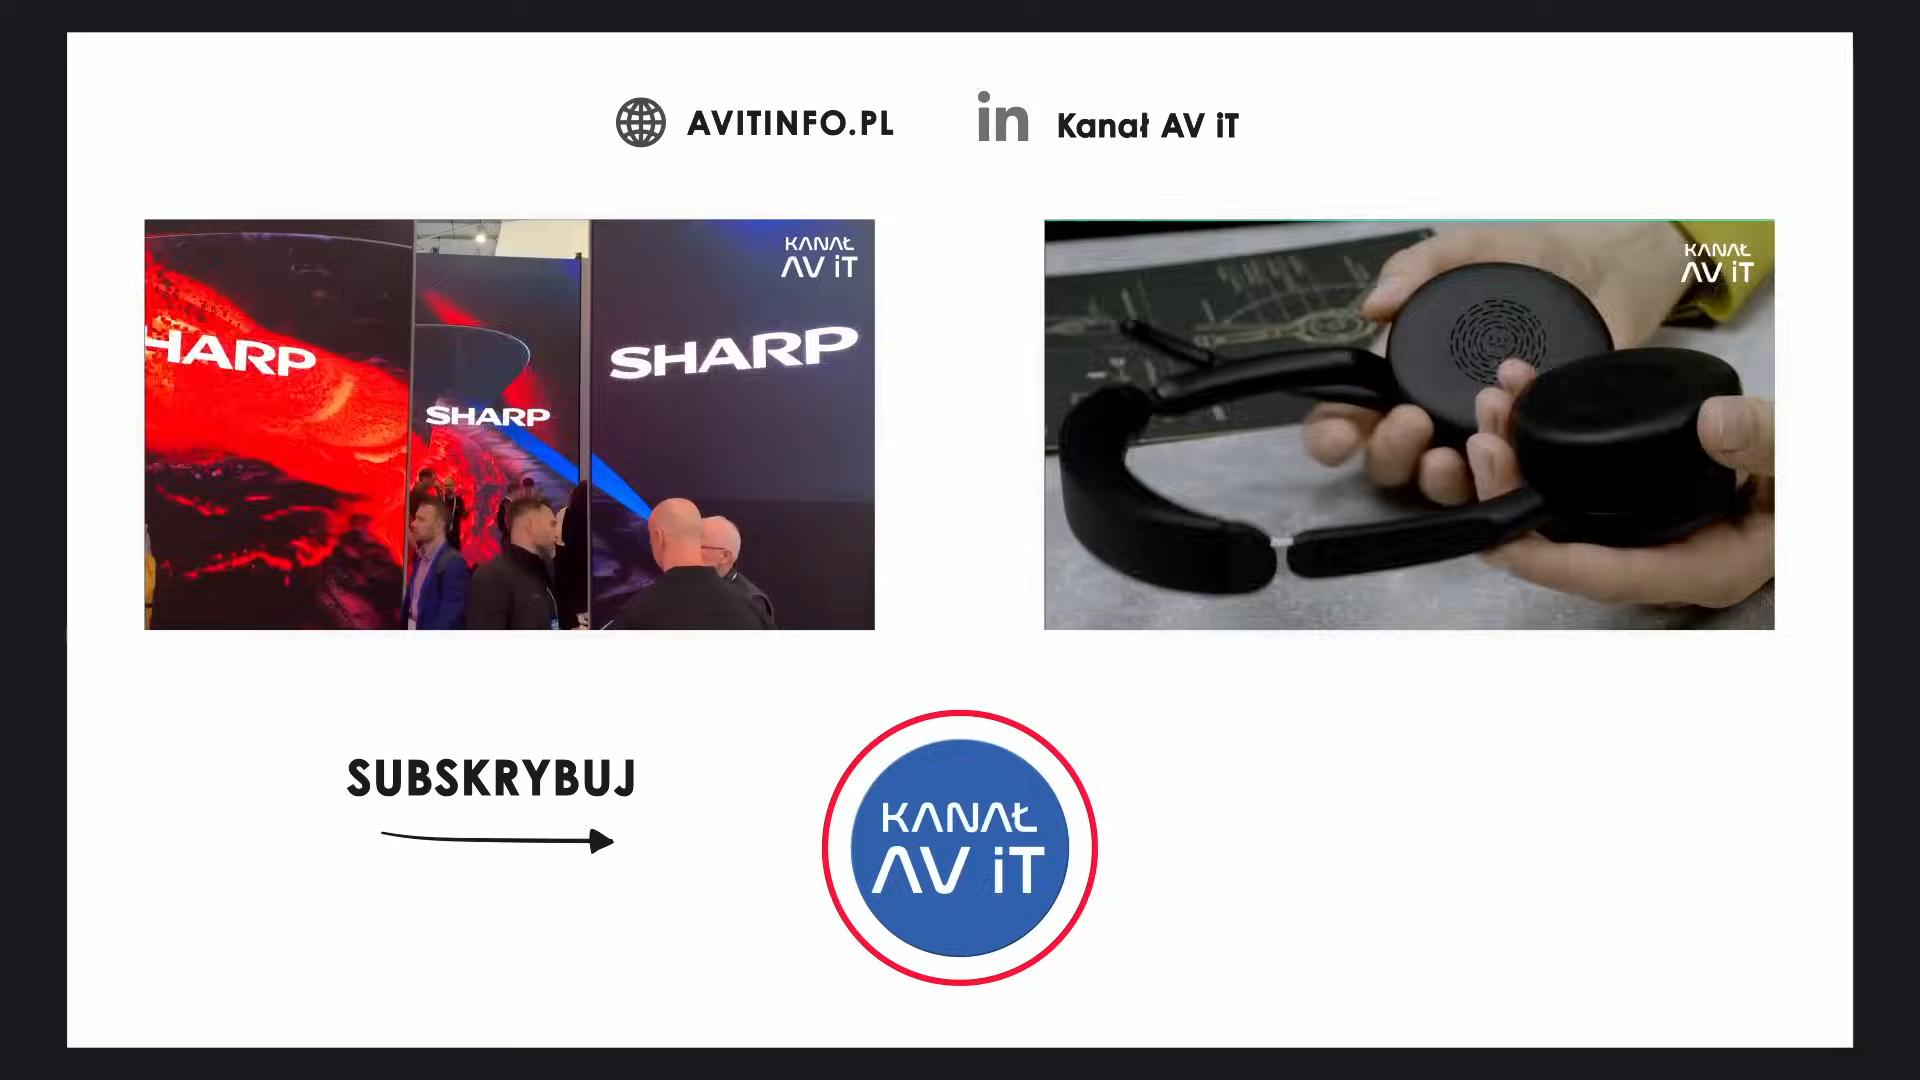 AVITINFO.PL
in Kanał AV iT
HARP
SHARP
SHARP
KANAŁ
AV iT
KANAŁ
AV iT
SUBSKRYBUJ
KANAŁ
AV iT